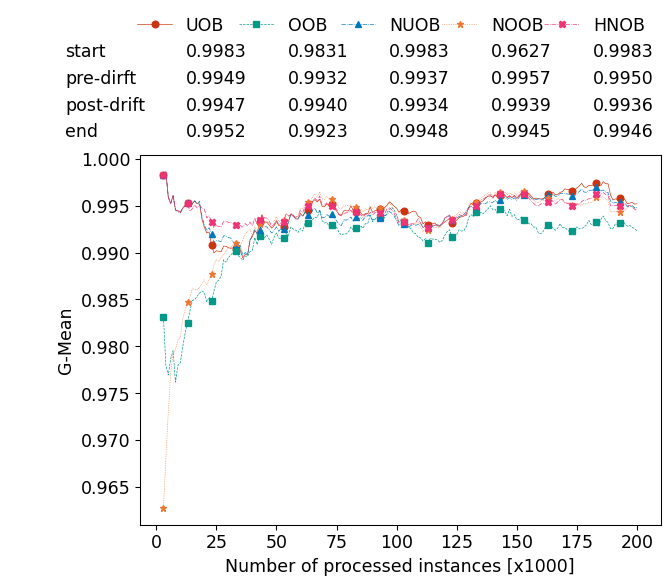 UOB OOB NUOB NOOB HNOB
start 0.9983 0.9831 0.9983 0.9627 0.9983
pre-dirft 0.9949 0.9932 0.9937 0.9957 0.9950
post-drift 0.9947 0.9940 0.9934 0.9939 0.9936
end 0.9952 0.9923 0.9948 0.9945 0.9946
1.000
0.995
0.990
0.985
0.980
0.975
0.970
0.965
G-Mean
0 25 50 75 100 125 150 175 200
Number of processed instances [x1000]